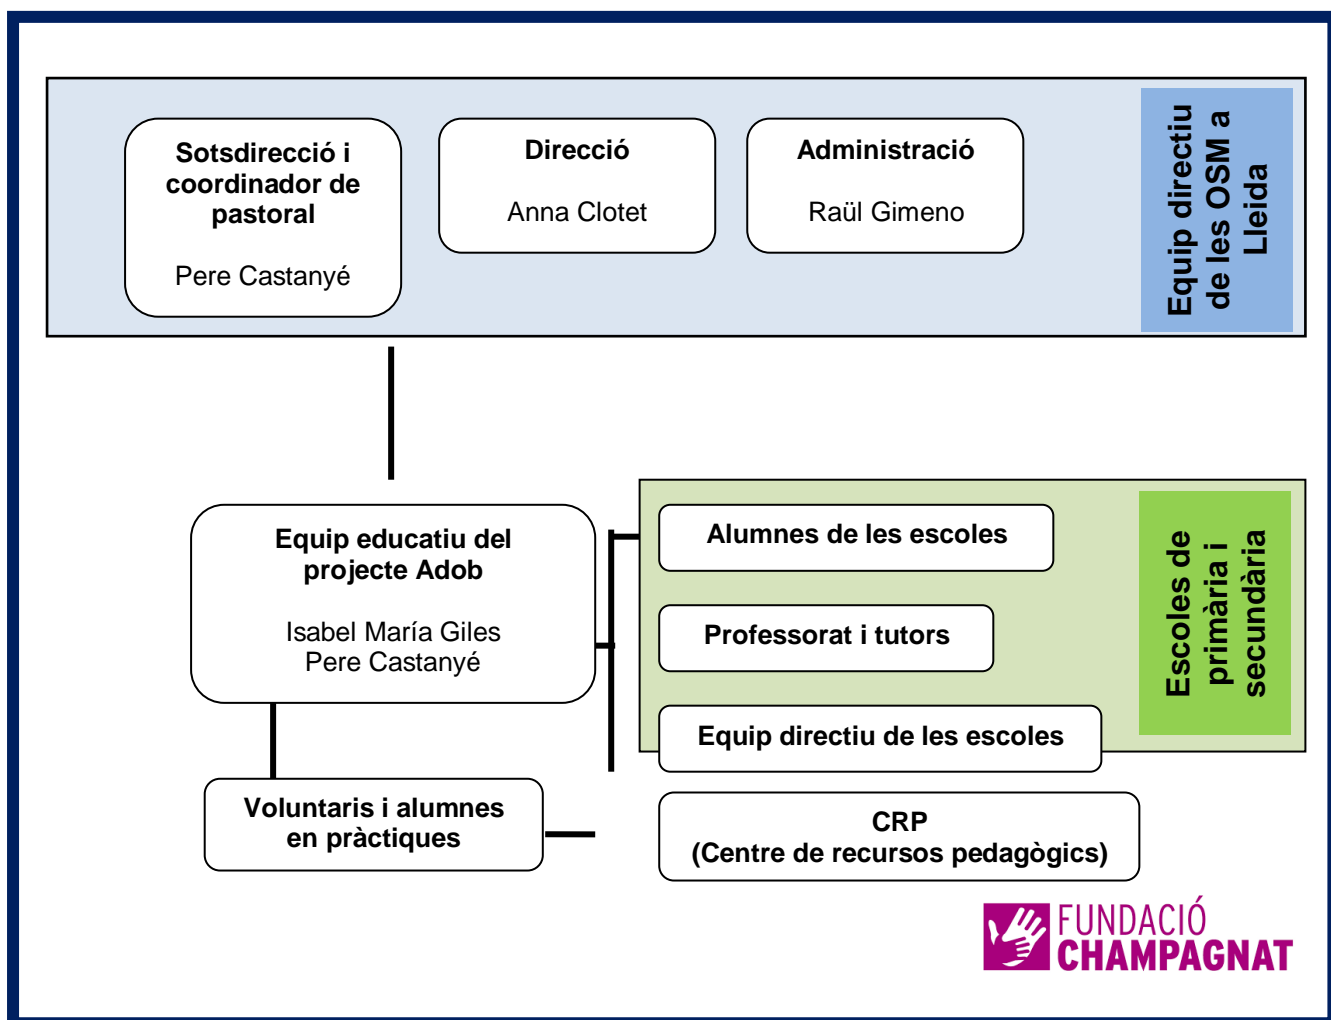 Sotsdirecció i
coordinador de
pastoral
Pere Castanyé
Direcció
Anna Clotet
Administració
Raül Gimeno
Equip directiu
de les OSM a
Lleida
Equip educatiu del
projecte Adob
Isabel María Giles
Pere Castanyé
Alumnes de les escoles
Professorat i tutors
Equip directiu de les escoles
Escoles de
primària i
secundària
Voluntaris i alumnes
en pràctiques
CRP
(Centre de recursos pedagògics)
FUNDACIÓ
CHAMPAGNAT